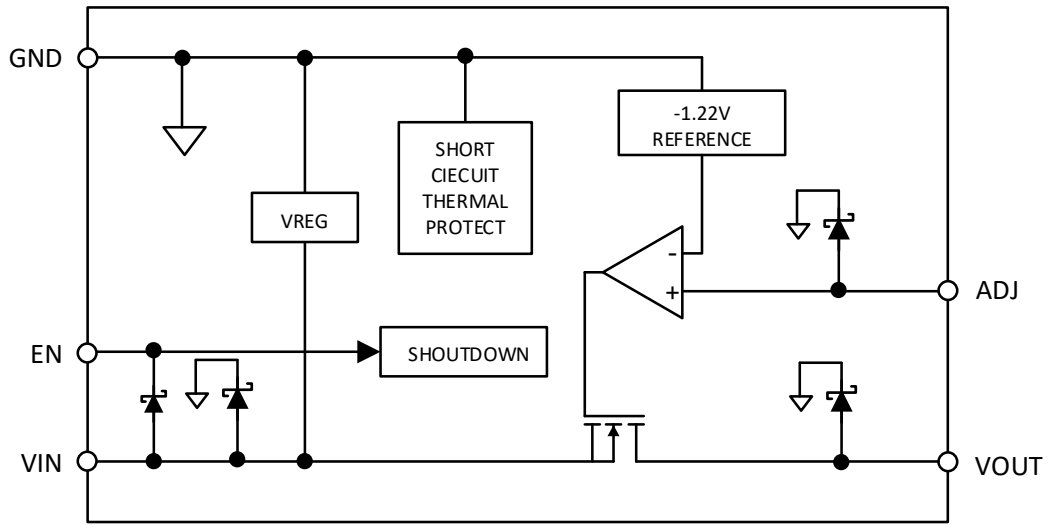 GND
-1.22V
REFERENCE
SHORT
CIECUIT
THERMAL
PROTECT
VREG
-
+
ADJ
EN
SHOUTDOWN
VIN
VOUT